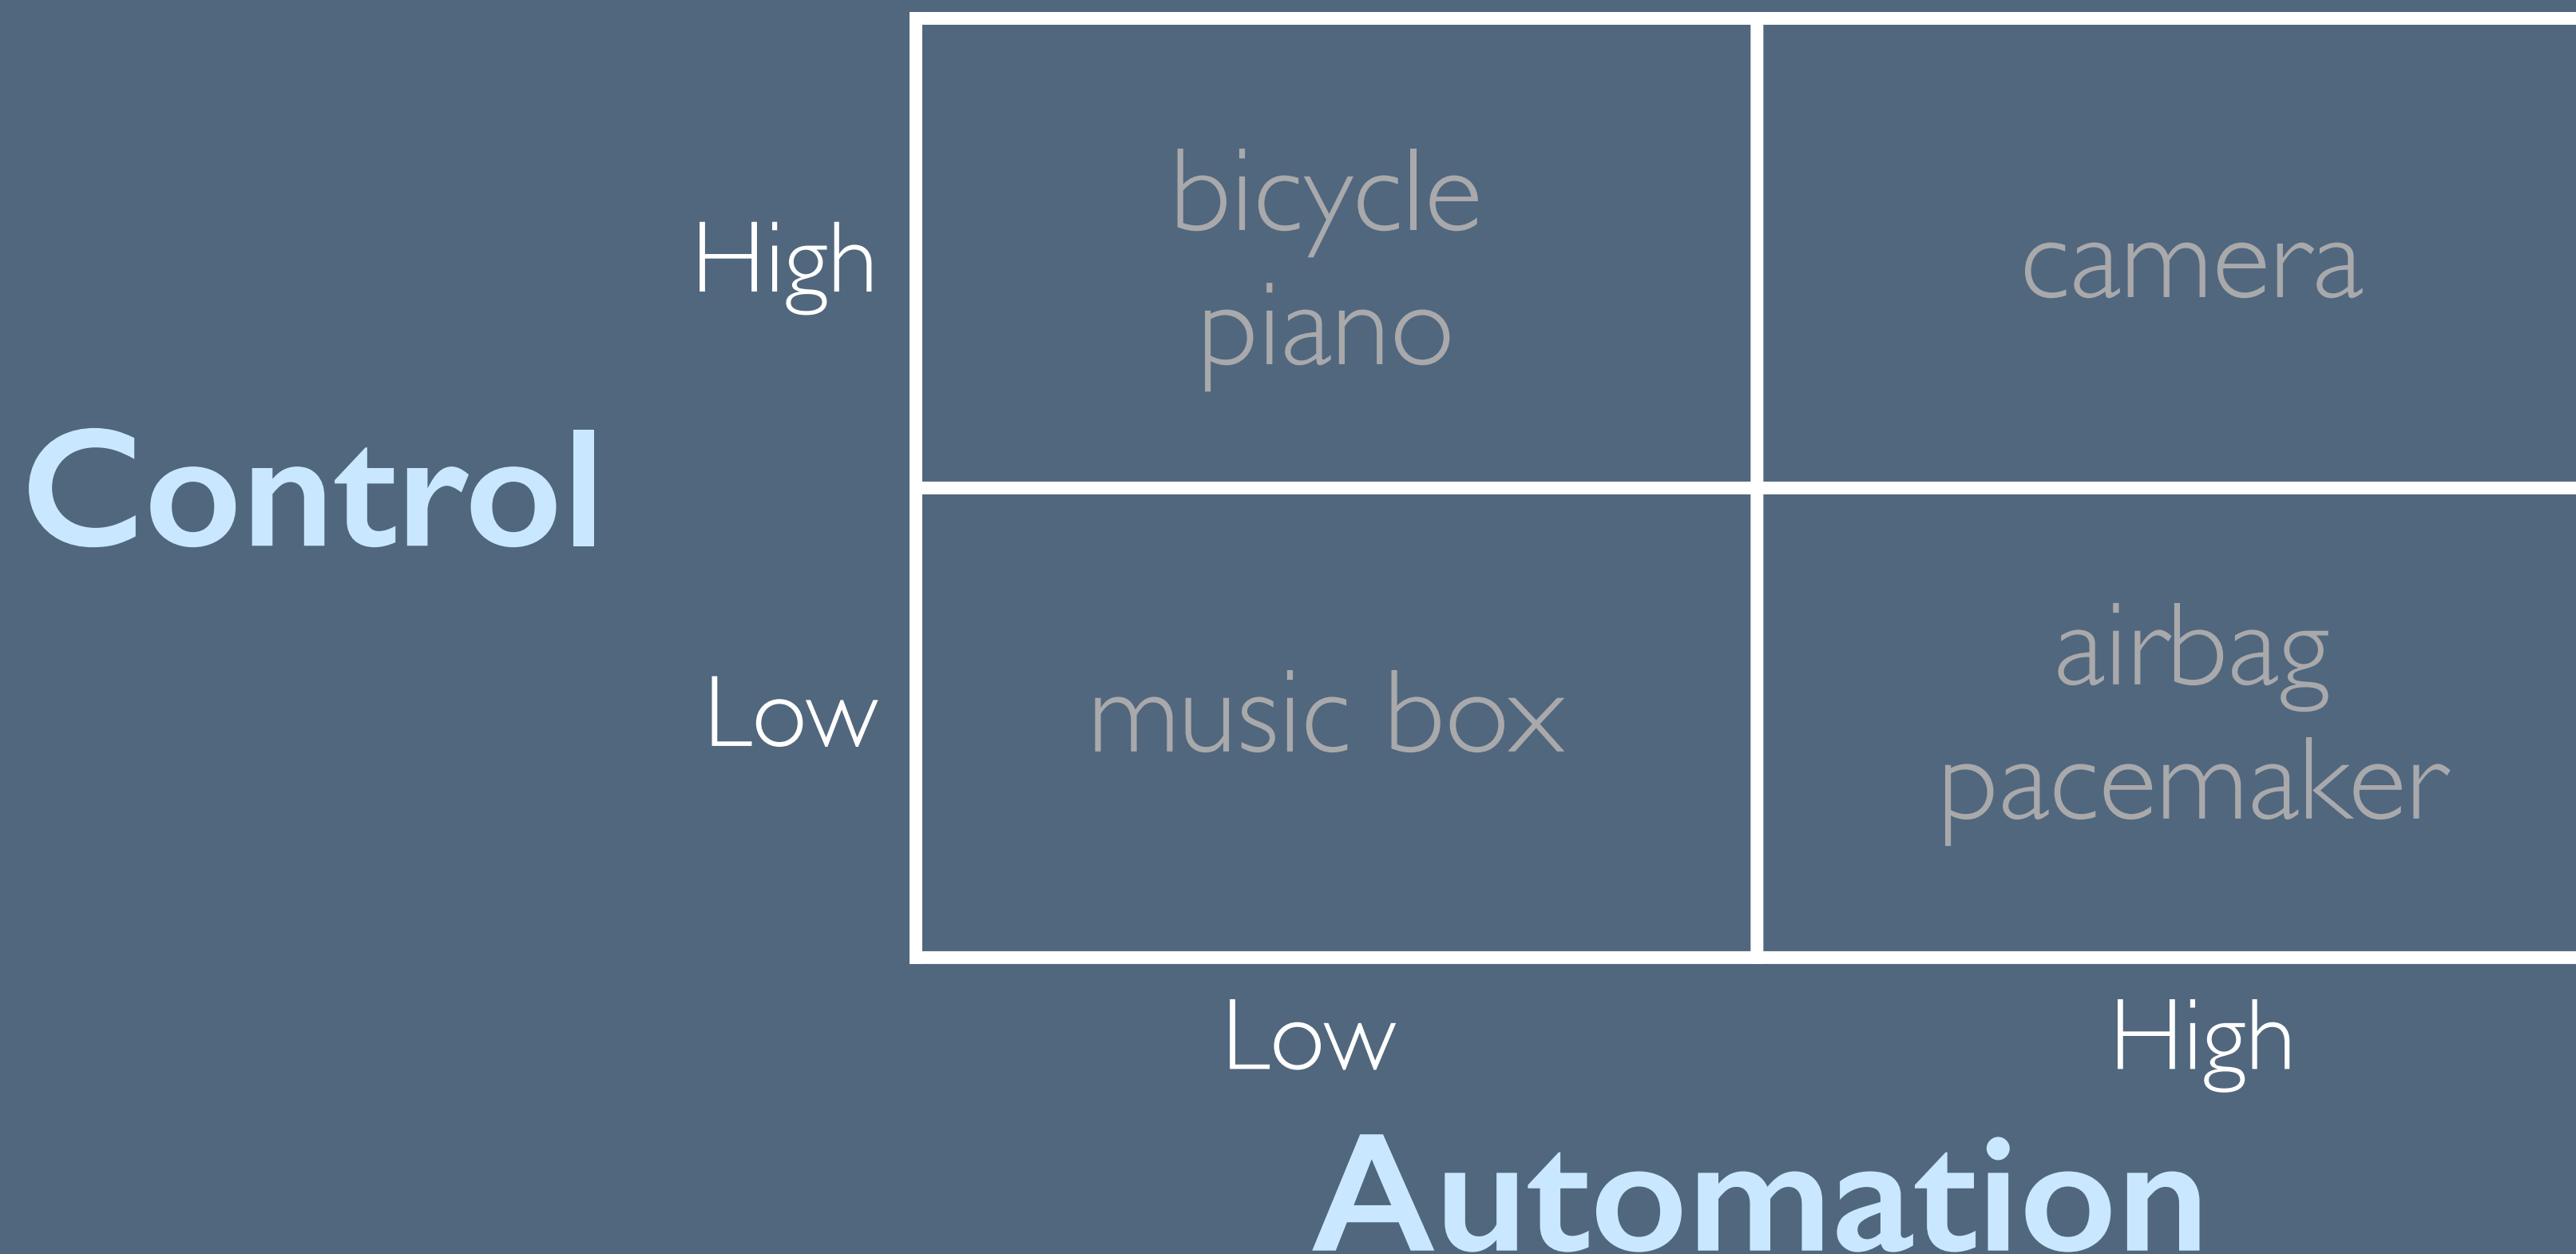 High
bicycle
piano
camera
Control
Low
music box
airbag
pacemaker
Low
High
Automation